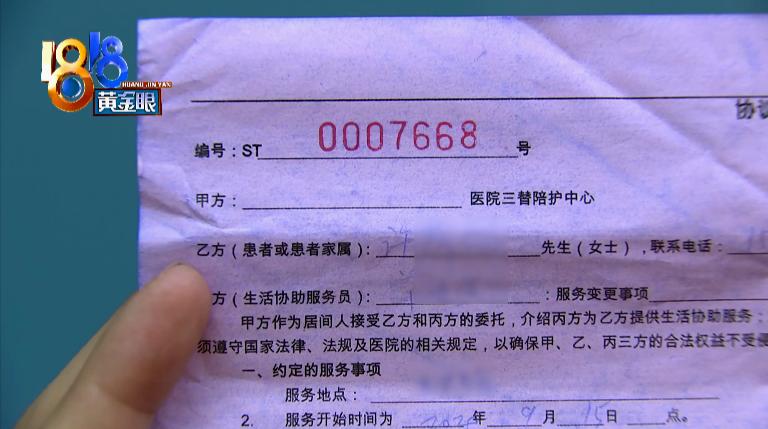 1818
HUANG JIN YAN
黄金眼
编号：ST 0007668 号
甲方： 医院三替陪护中心
乙方（患者或患者家属）： 先生（女士），联系电话：
方（生活协助服务员）： ：服务变更事项
甲方作为居间人接受乙方和丙方的委托，介绍丙方为乙方提供生活协助服务；
须遵守国家法律、法规及医院的相关规定，以确保甲、乙、丙三方的合法权益不受
一、约定的服务事项
服务地点：
2. 服务开始时间为 年 9 月 15 日 点。